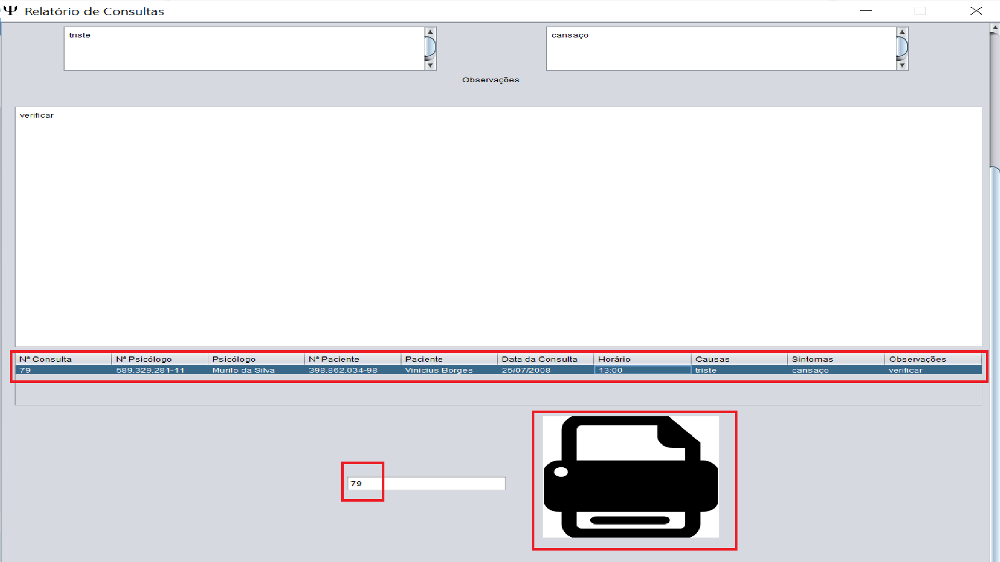 Ψ Relatório de Consultas
triste cansaço
Observações
verificar
Nº Consulta Nº Psicólogo Psicólogo Nº Paciente Paciente Data da Consulta Horário Causas Sintomas Observações
79 589.329.281-11 Murilo da Silva 398.862.034-98 Vinicius Borges 25/07/2008 13:00 triste cansaço verificar
79